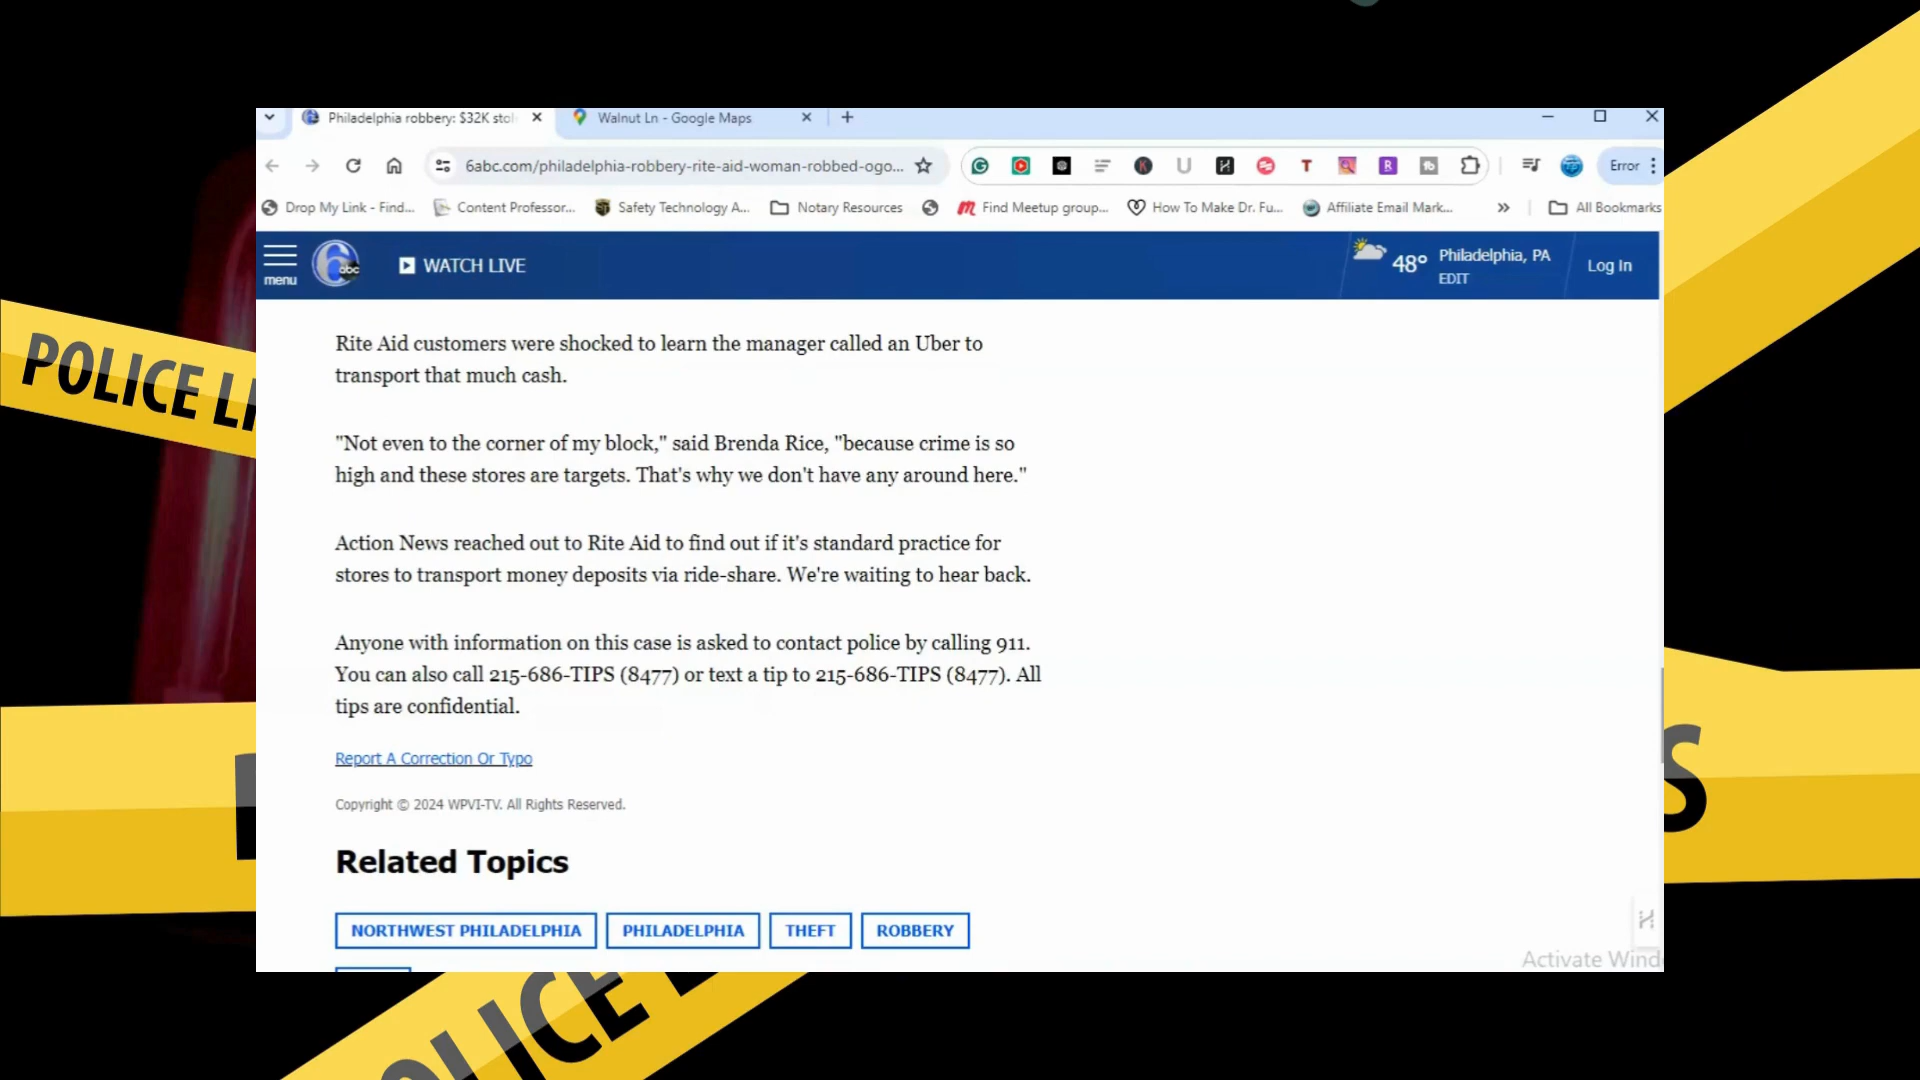 Philadelphia robbery: $32K stol
Walnut Ln - Google Maps
6abc.com/philadelphia-robbery-rite-aid-woman-robbed-ogo...
Error
Drop My Link - Find...
Content Professor...
Safety Technology A...
Notary Resources
Find Meetup group...
How To Make Dr. Fu...
Affiliate Email Mark...
All Bookmarks
menu
6abc
WATCH LIVE
48°
Philadelphia, PA
EDIT
Log In
Rite Aid customers were shocked to learn the manager called an Uber to
transport that much cash.
"Not even to the corner of my block," said Brenda Rice, "because crime is so
high and these stores are targets. That's why we don't have any around here."
Action News reached out to Rite Aid to find out if it's standard practice for
stores to transport money deposits via ride-share. We're waiting to hear back.
Anyone with information on this case is asked to contact police by calling 911.
You can also call 215-686-TIPS (8477) or text a tip to 215-686-TIPS (8477). All
tips are confidential.
Report A Correction Or Typo
Copyright © 2024 WPVI-TV. All Rights Reserved.
Related Topics
NORTHWEST PHILADELPHIA
PHILADELPHIA
THEFT
ROBBERY
Activate Wind
POLICE LI
S
POLICE L